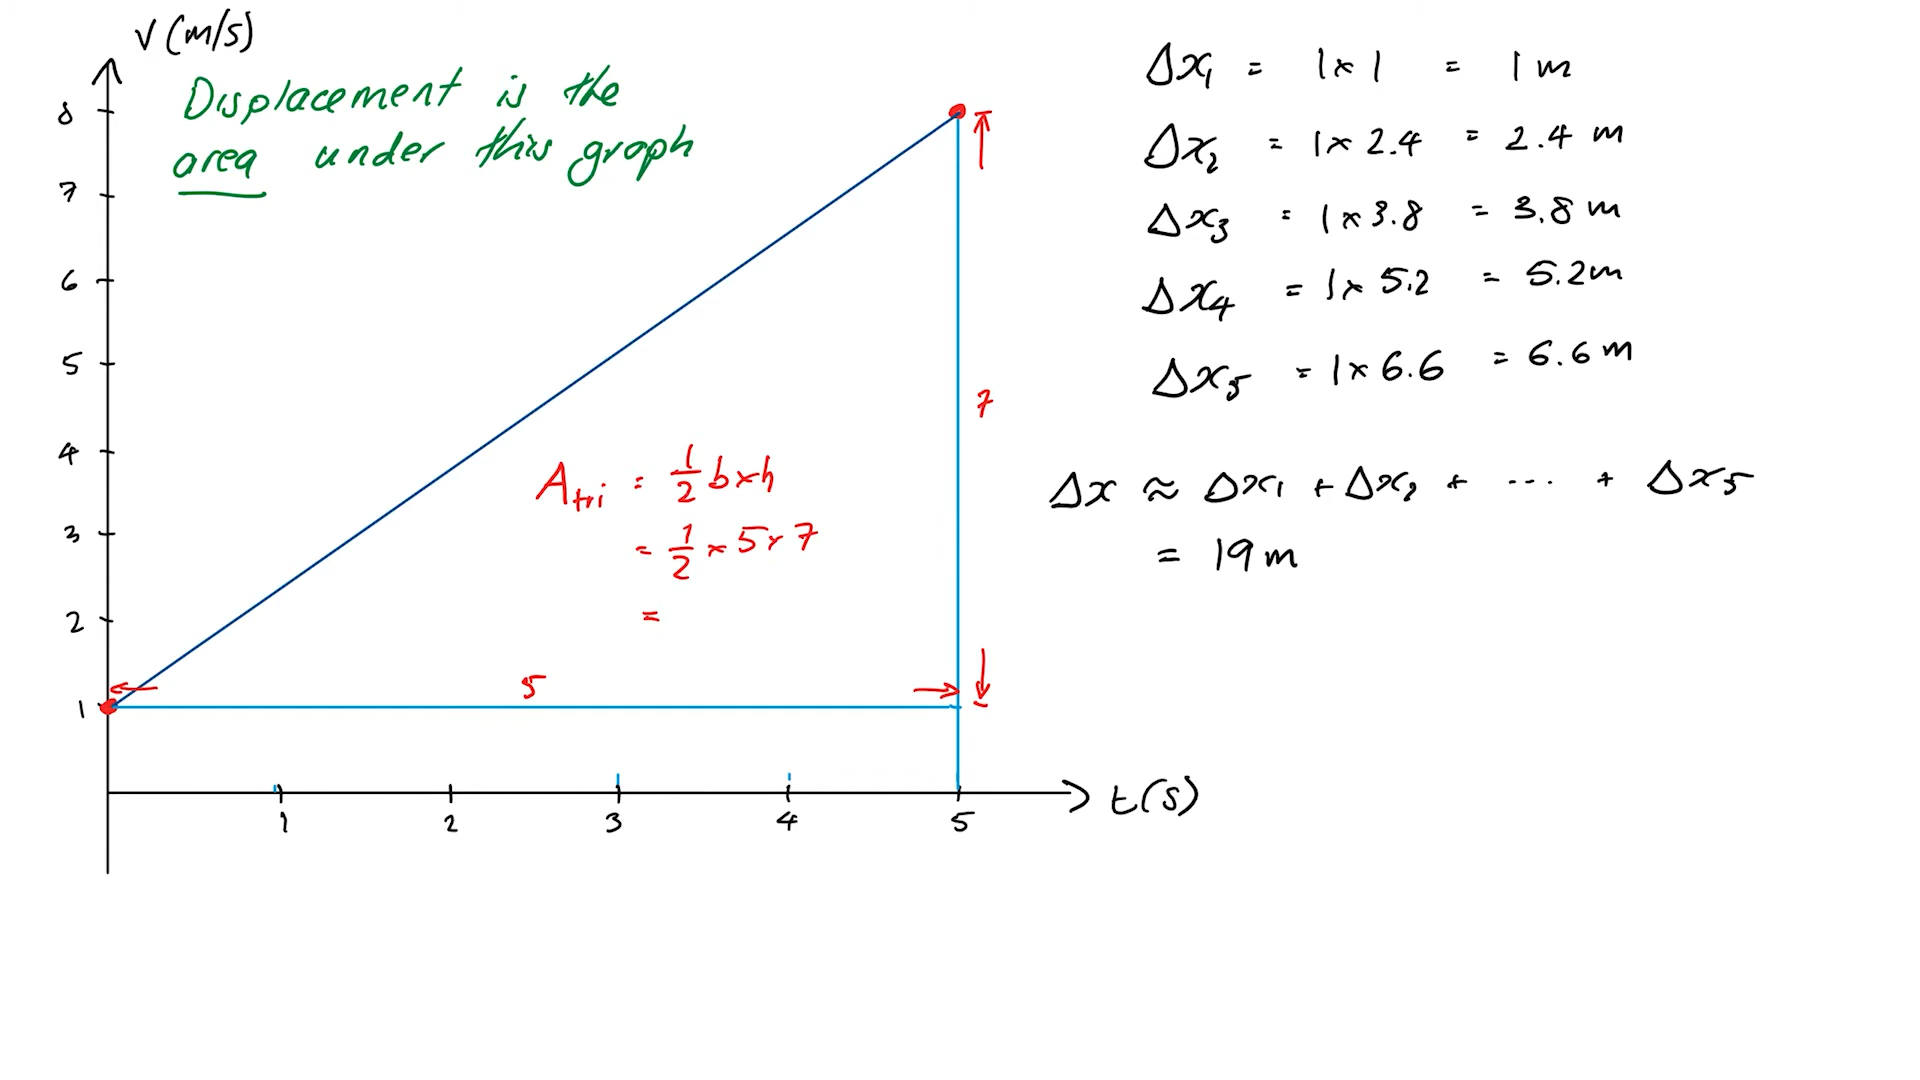 v (m/s)
Displacement is the
area under this graph
8
7
6
5
4
3
2
1
A_tri = 1/2 b×h
= 1/2 × 5×7
=
7
5
1 2 3 4 5
t(s)
Δx₁ = 1×1 = 1 m
Δx₂ = 1×2.4 = 2.4 m
Δx₃ = 1×3.8 = 3.8 m
Δx₄ = 1×5.2 = 5.2m
Δx₅ = 1×6.6 = 6.6 m
Δx ≈ Δx₁ + Δx₂ + ... + Δx₅
= 19 m